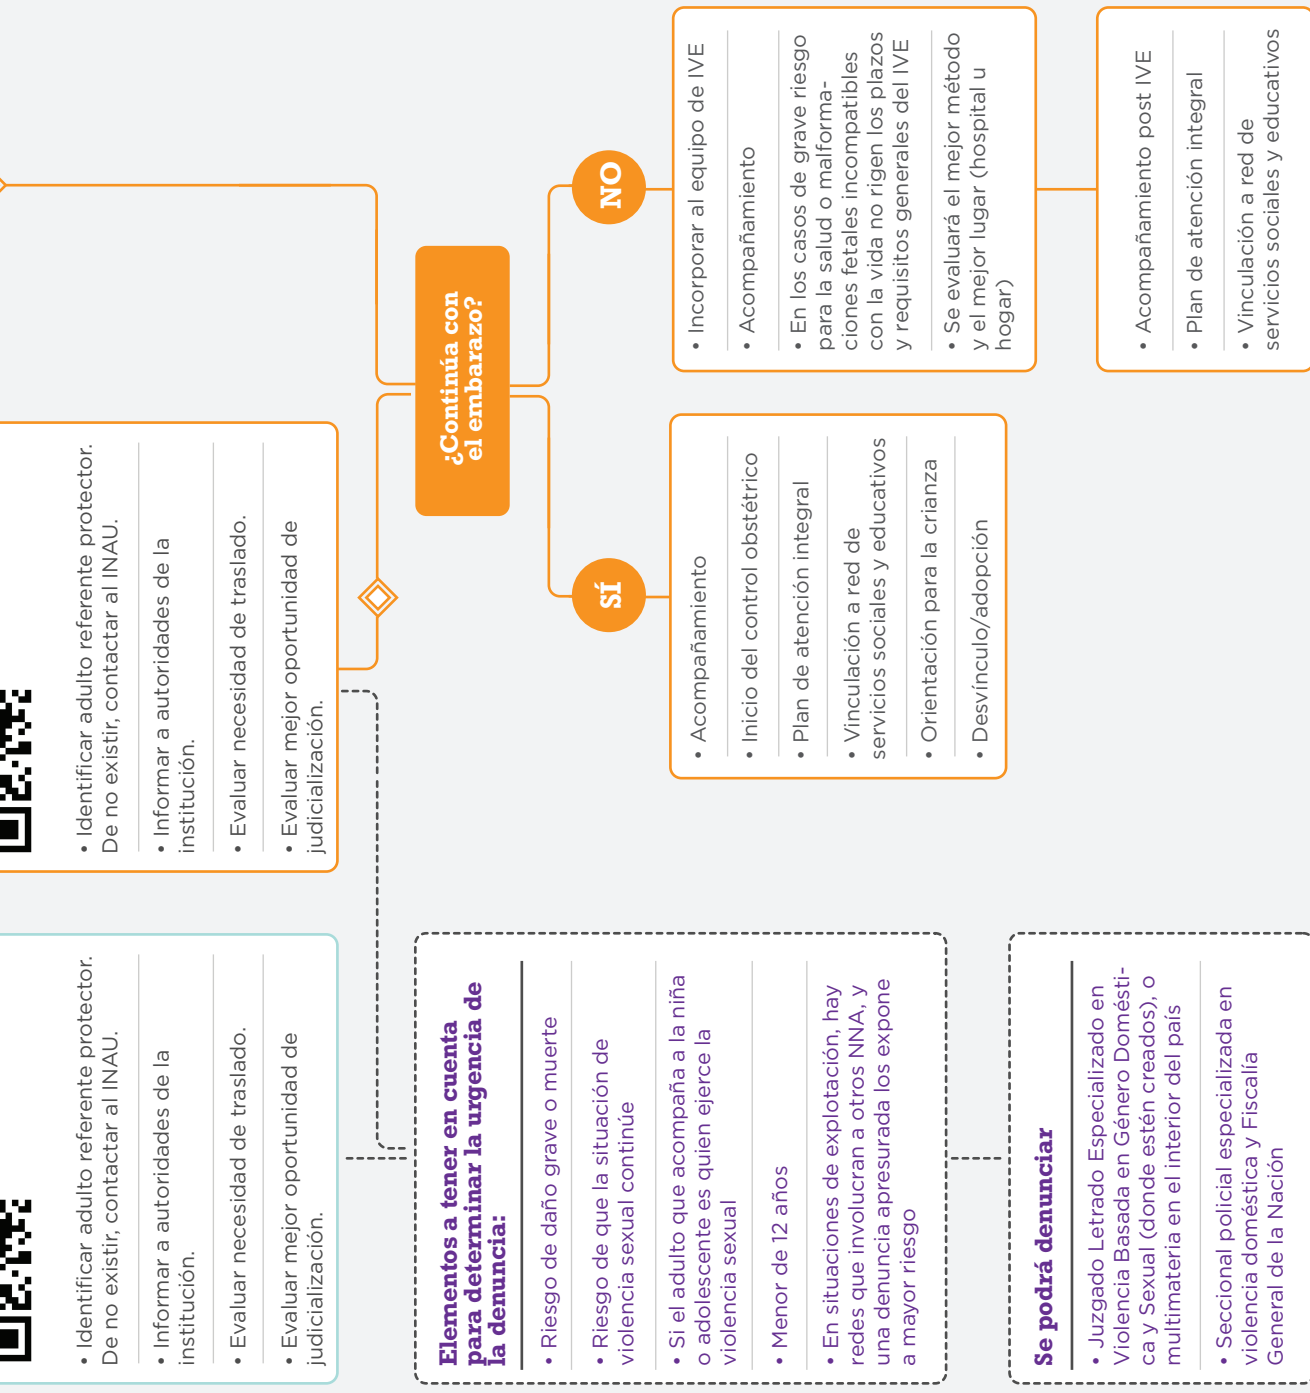 • Identificar adulto referente protector.
De no existir, contactar al INAU.
• Informar a autoridades de la
institución.
• Evaluar necesidad de traslado.
• Evaluar mejor oportunidad de
judicialización.
• Identificar adulto referente protector.
De no existir, contactar al INAU.
• Informar a autoridades de la
institución.
• Evaluar necesidad de traslado.
• Evaluar mejor oportunidad de
judicialización.
Elementos a tener en cuenta
para determinar la urgencia de
la denuncia:
• Riesgo de daño grave o muerte
• Riesgo de que la situación de
violencia sexual continúe
• Si el adulto que acompaña a la niña
o adolescente es quien ejerce la
violencia sexual
• Menor de 12 años
• En situaciones de explotación, hay
redes que involucran a otros NNA, y
una denuncia apresurada los expone
a mayor riesgo
Se podrá denunciar
• Juzgado Letrado Especializado en
Violencia Basada en Género Domésti-
ca y Sexual (donde estén creados), o
multimateria en el interior del país
• Seccional policial especializada en
violencia doméstica y Fiscalía
General de la Nación
¿Continúa con
el embarazo?
SÍ
• Acompañamiento
• Inicio del control obstétrico
• Plan de atención integral
• Vinculación a red de
servicios sociales y educativos
• Orientación para la crianza
• Desvínculo/adopción
NO
• Incorporar al equipo de IVE
• Acompañamiento
• En los casos de grave riesgo
para la salud o malforma-
ciones fetales incompatibles
con la vida no rigen los plazos
y requisitos generales del IVE
• Se evaluará el mejor método
y el mejor lugar (hospital u
hogar)
• Acompañamiento post IVE
• Plan de atención integral
• Vinculación a red de
servicios sociales y educativos